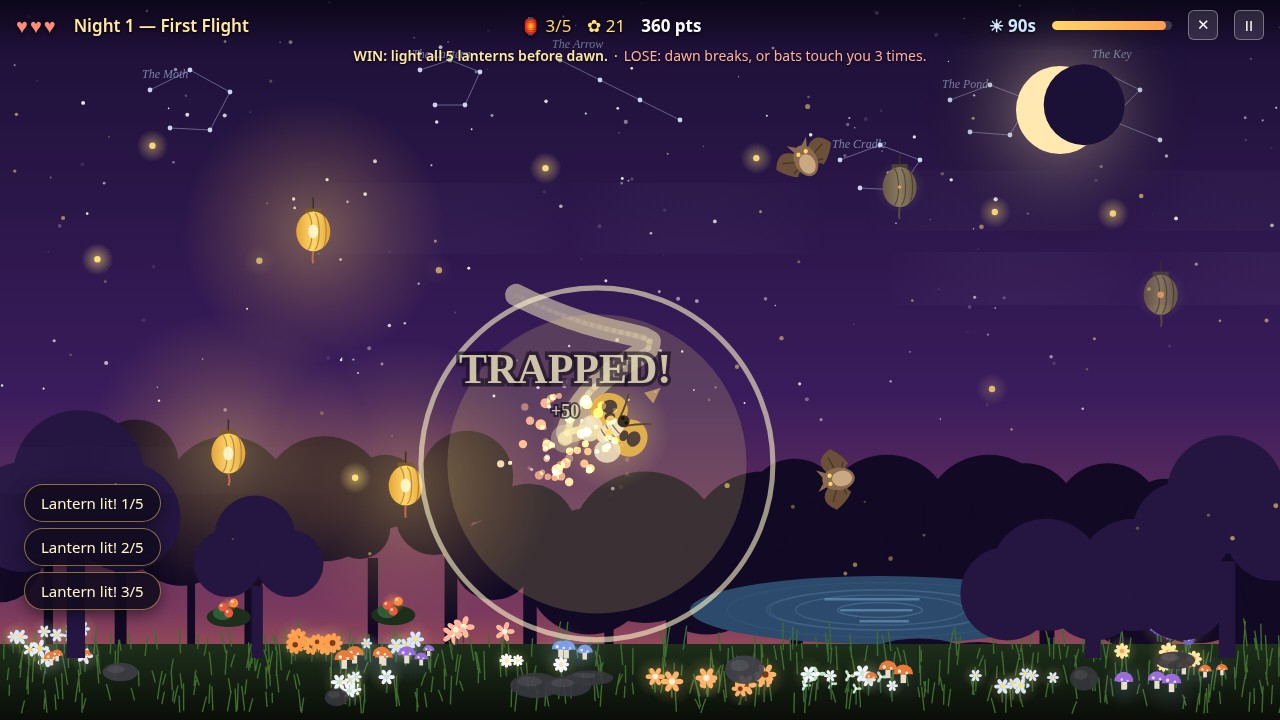 ♥♥♥ Night 1 — First Flight
3/5 ✿ 21 360 pts
☀ 90s ✕ ॥
WIN: light all 5 lanterns before dawn. · LOSE: dawn breaks, or bats touch you 3 times.
The Arrow
The Key
The Moth
The Pond
The Cradle
TRAPPED!
+50
Lantern lit! 1/5
Lantern lit! 2/5
Lantern lit! 3/5